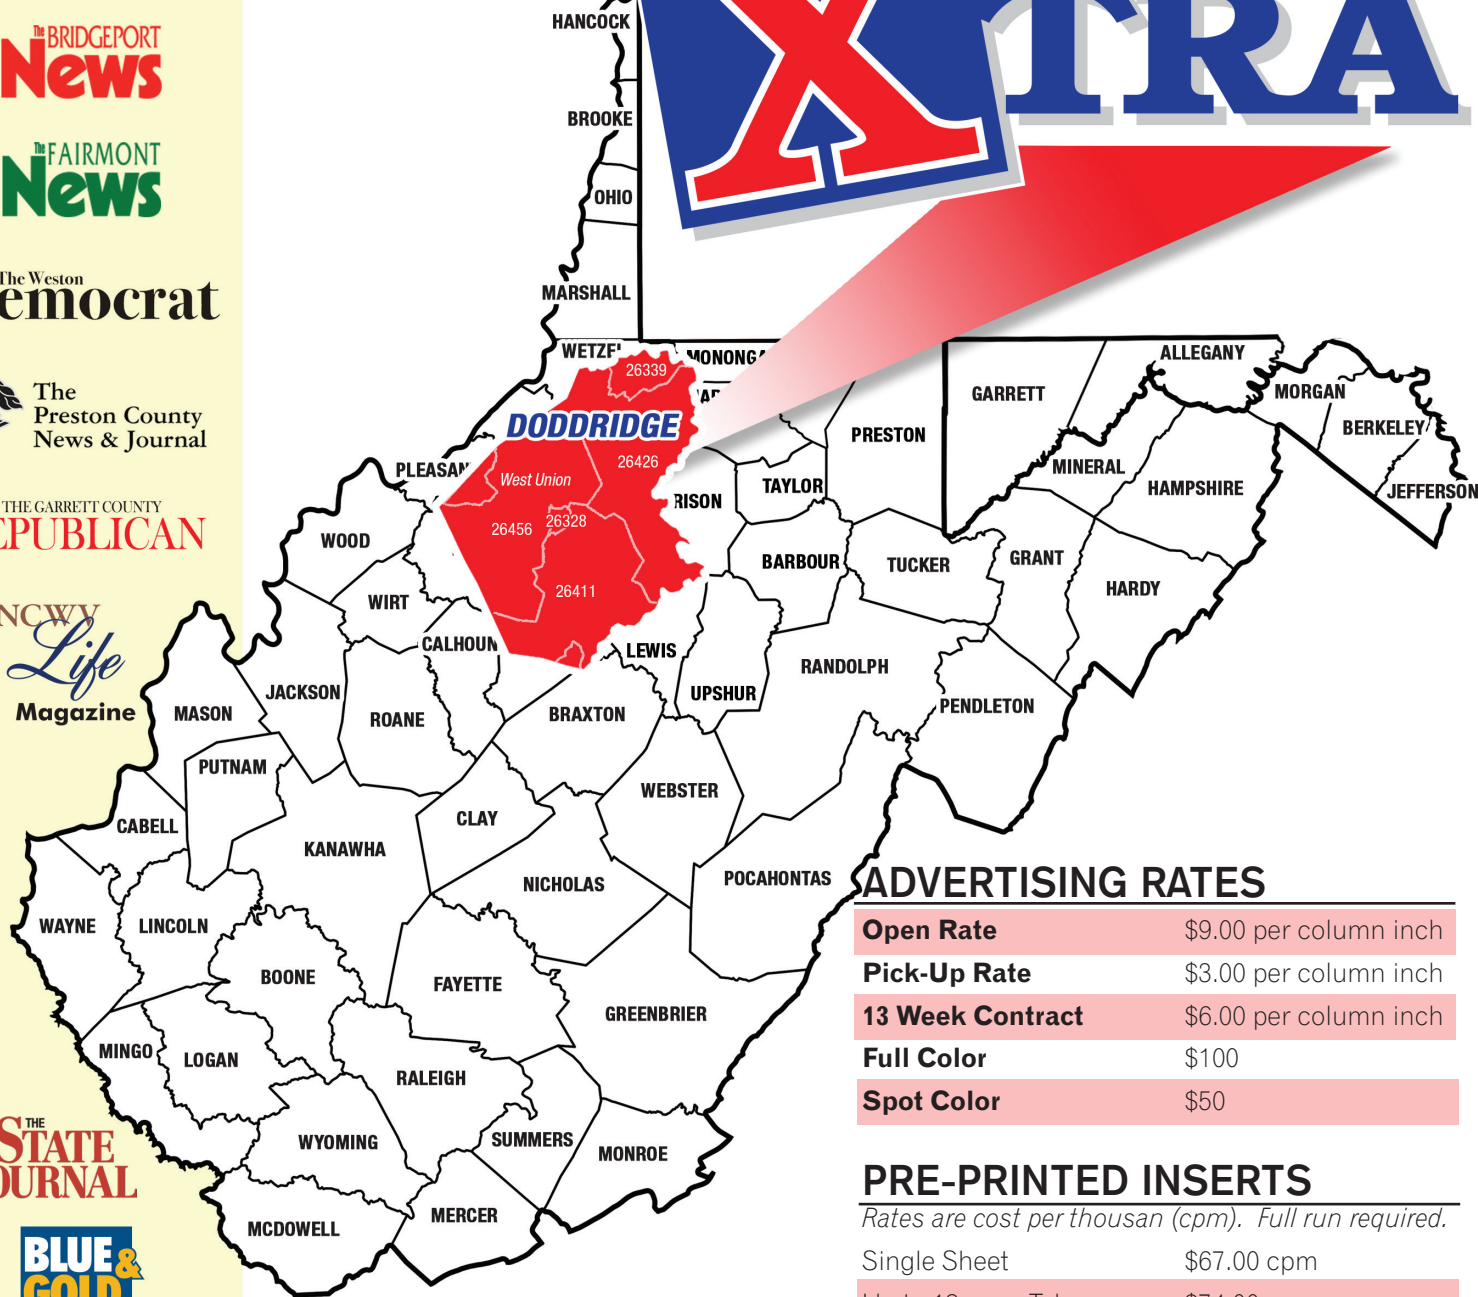 The BRIDGEPORT
News
The FAIRMONT
News
The Weston
emocrat
The
Preston County
News & Journal
THE GARRETT COUNTY
EPUBLICAN
NCWV
Life
Magazine
THE
STATE
OURNAL
BLUE &
GOLD
XTRA
HANCOCK
BROOKE
OHIO
MARSHALL
WETZEL
MONONGA
26339
DODDRIDGE
26426
West Union
26456
26328
26411
PLEASAN
RISON
TAYLOR
PRESTON
GARRETT
ALLEGANY
MORGAN
BERKELEY
JEFFERSON
MINERAL
HAMPSHIRE
WOOD
WIRT
CALHOUN
LEWIS
BARBOUR
TUCKER
GRANT
HARDY
JACKSON
MASON
ROANE
BRAXTON
UPSHUR
RANDOLPH
PENDLETON
PUTNAM
CABELL
KANAWHA
CLAY
WEBSTER
NICHOLAS
POCAHONTAS
WAYNE
LINCOLN
BOONE
FAYETTE
GREENBRIER
MINGO
LOGAN
RALEIGH
WYOMING
SUMMERS
MONROE
MCDOWELL
MERCER
ADVERTISING RATES
Open Rate $9.00 per column inch
Pick-Up Rate $3.00 per column inch
13 Week Contract $6.00 per column inch
Full Color $100
Spot Color $50
PRE-PRINTED INSERTS
Rates are cost per thousan (cpm). Full run required.
Single Sheet $67.00 cpm